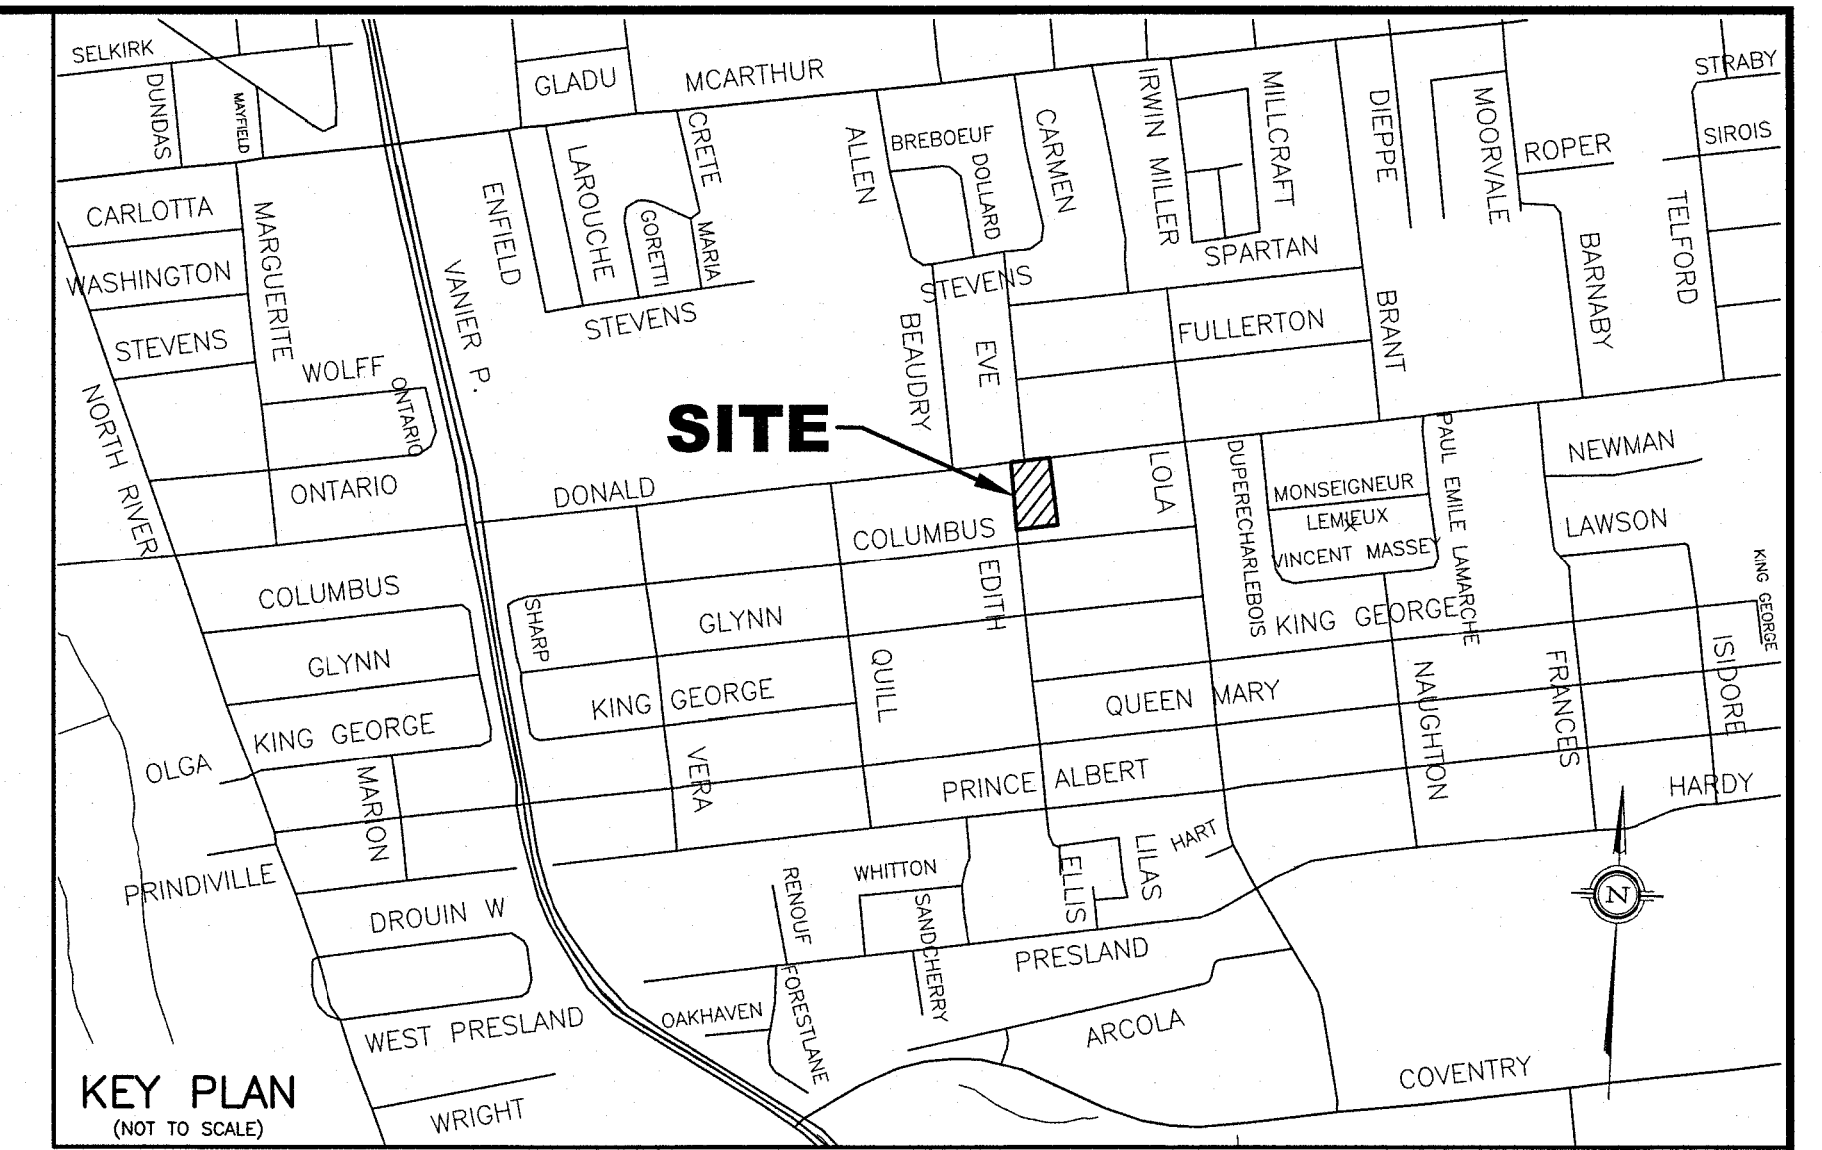 SELKIRK
DUNDAS
MAYFIELD
GLADU
MCARTHUR
STRABY
SIROIS
CARLOTTA
WASHINGTON
STEVENS
MARGUERITE
WOLFF
ONTARIO
ONTARIO
NORTH RIVER
VANIER P.
ENFIELD
LAROUCHE
GORETTI
CRETE
MARIA
STEVENS
ALLEN
BREBOEUF
DOLLARD
CARMEN
STEVENS
BEAUDRY
EVE
IRWIN MILLER
MILLCRAFT
SPARTAN
FULLERTON
DIEPPE
BRANT
MOORVALE
ROPER
BARNABY
TELFORD
SITE
DONALD
COLUMBUS
LOLA
DUPERECHARLEBOIS
MONSEIGNEUR
LEMIEUX
VINCENT MASSEY
PAUL EMILE LAMARCHE
NEWMAN
LAWSON
KING GEORGE
COLUMBUS
GLYNN
KING GEORGE
SHARP
GLYNN
KING GEORGE
EDITH
QUILL
VERA
KING GEORGE
QUEEN MARY
PRINCE ALBERT
NAUGHTON
FRANCES
ISIDORE
HARDY
OLGA
MARION
PRINDIVILLE
DROUIN W
WEST PRESLAND
WRIGHT
RENOUF
WHITTON
SANDCHERRY
ELLIS
LILAS
HART
PRESLAND
OAKHAVEN
FORESTLANE
ARCOLA
COVENTRY
N
KEY PLAN
(NOT TO SCALE)